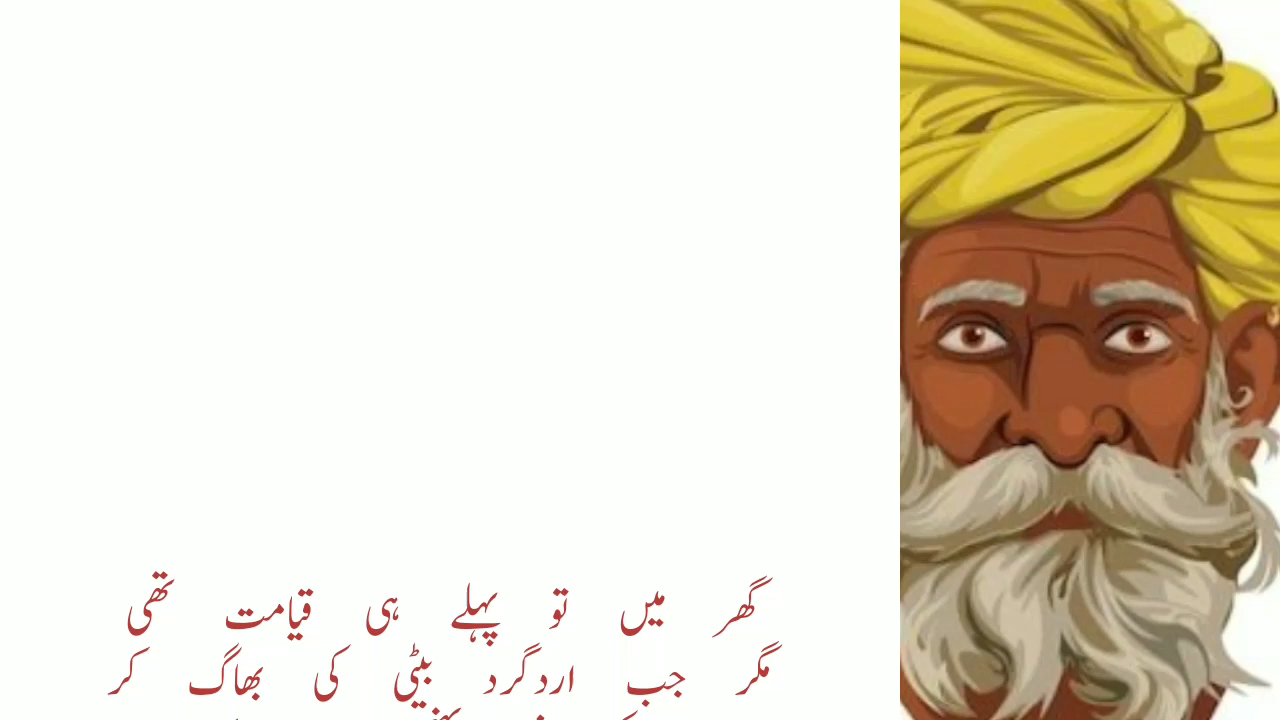 گھر میں تو پہلے ہی قیامت تھی
مگر جب اردگرد بیٹی کی بھاگ کر